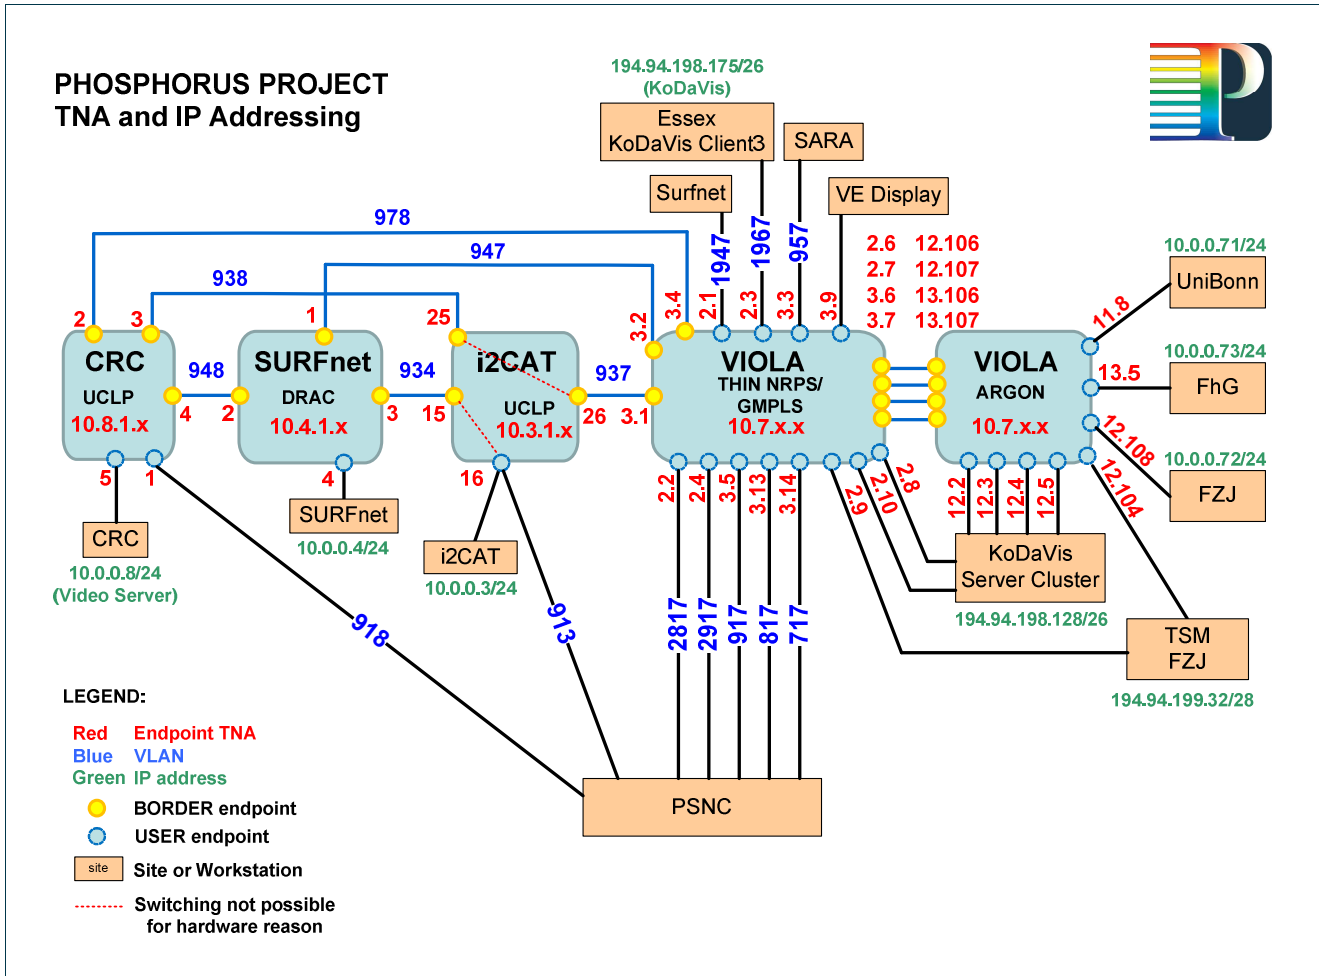 PHOSPHORUS PROJECT
TNA and IP Addressing
194.94.198.175/26
(KoDaVis)
Essex
KoDaVis Client3
SARA
Surfnet
VE Display
P
978
947
938
1947
1967
957
2.6 12.106
2.7 12.107
3.6 13.106
3.7 13.107
10.0.0.71/24
UniBonn
11.8
2
3
1
25
3.2
3.4
2.1
2.3
3.3
3.9
CRC
UCLP
10.8.1.x
948
4
2
SURFnet
DRAC
10.4.1.x
934
3
15
i2CAT
UCLP
10.3.1.x
937
26
3.1
VIOLA
THIN NRPS/
GMPLS
10.7.x.x
VIOLA
ARGON
10.7.x.x
10.0.0.73/24
13.5
FhG
12.108
10.0.0.72/24
FZJ
12.104
5
1
4
16
2.2
2.4
3.5
3.13
3.14
2.9
2.10
2.8
12.2
12.3
12.4
12.5
CRC
10.0.0.8/24
(Video Server)
SURFnet
10.0.0.4/24
i2CAT
10.0.0.3/24
KoDaVis
Server Cluster
194.94.198.128/26
918
913
2817
2917
917
817
717
TSM
FZJ
194.94.199.32/28
PSNC
LEGEND:
Red Endpoint TNA
Blue VLAN
Green IP address
BORDER endpoint
USER endpoint
site Site or Workstation
Switching not possible
for hardware reason